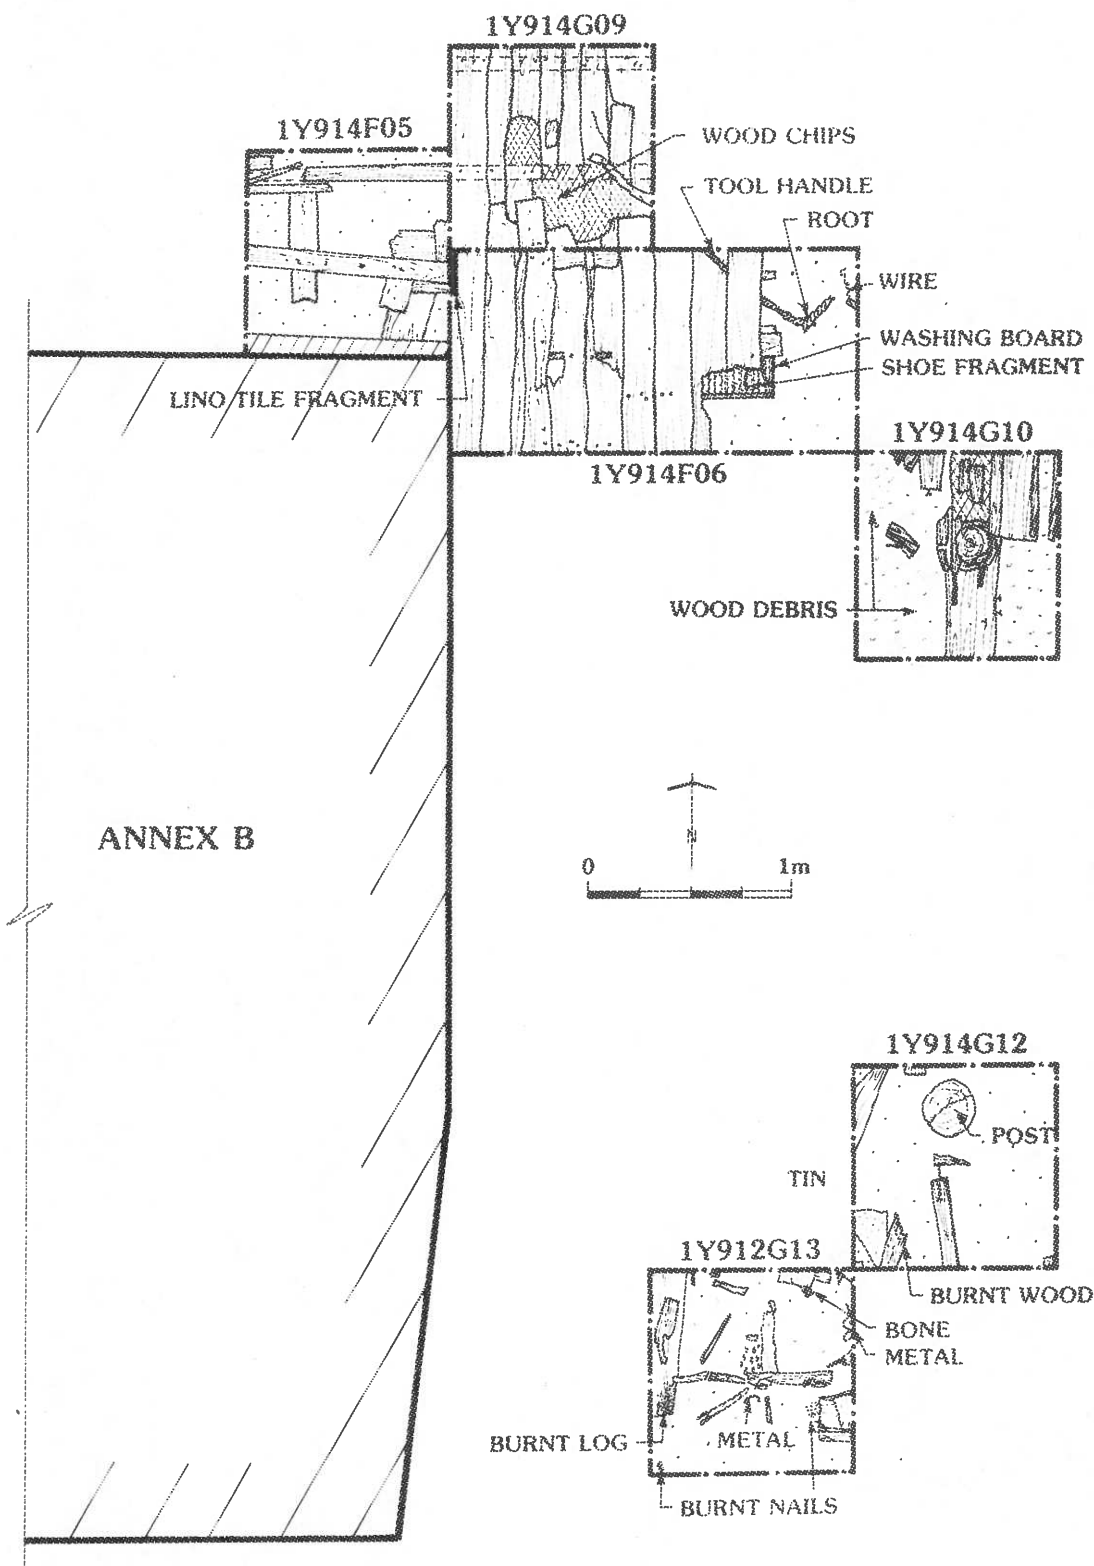 1Y914G09
1Y914F05
WOOD CHIPS
TOOL HANDLE
ROOT
WIRE
WASHING BOARD
SHOE FRAGMENT
LINO TILE FRAGMENT
1Y914G10
1Y914F06
WOOD DEBRIS
ANNEX B
N
0 1m
1Y914G12
POST
TIN
1Y912G13
BURNT WOOD
BONE
METAL
BURNT LOG
METAL
BURNT NAILS